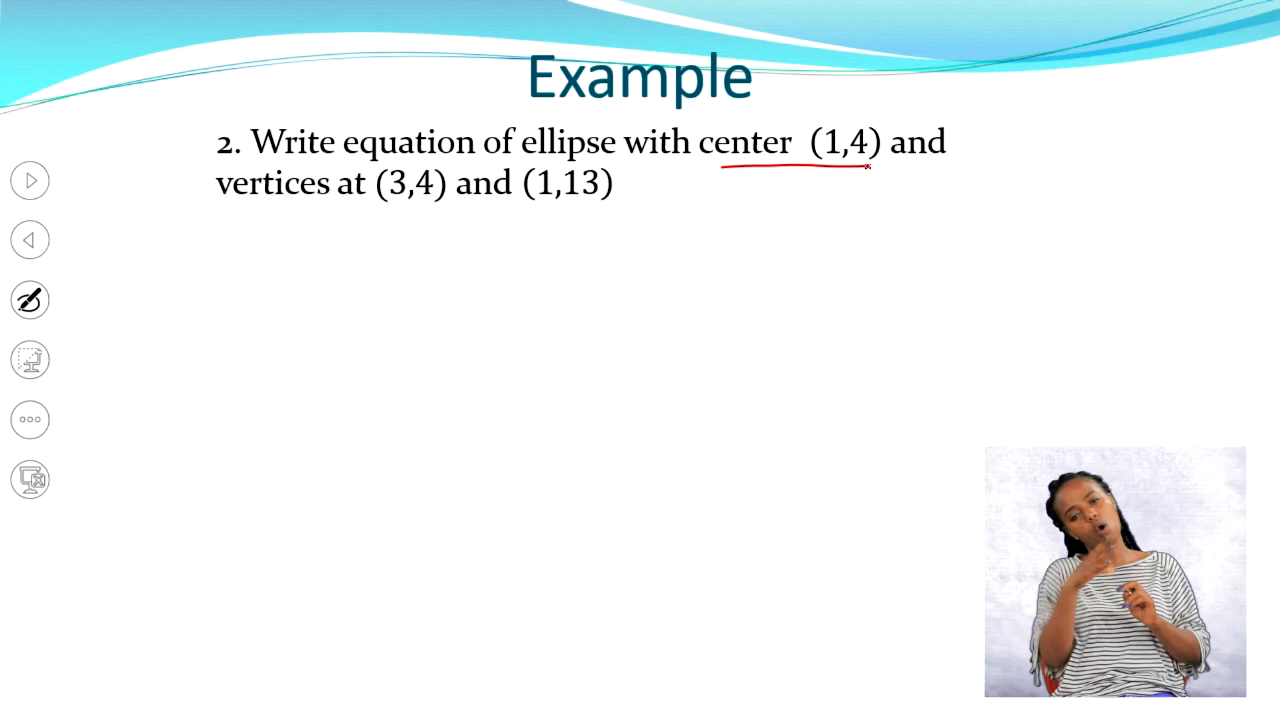 Example
2. Write equation of ellipse with center (1,4) and
vertices at (3,4) and (1,13)